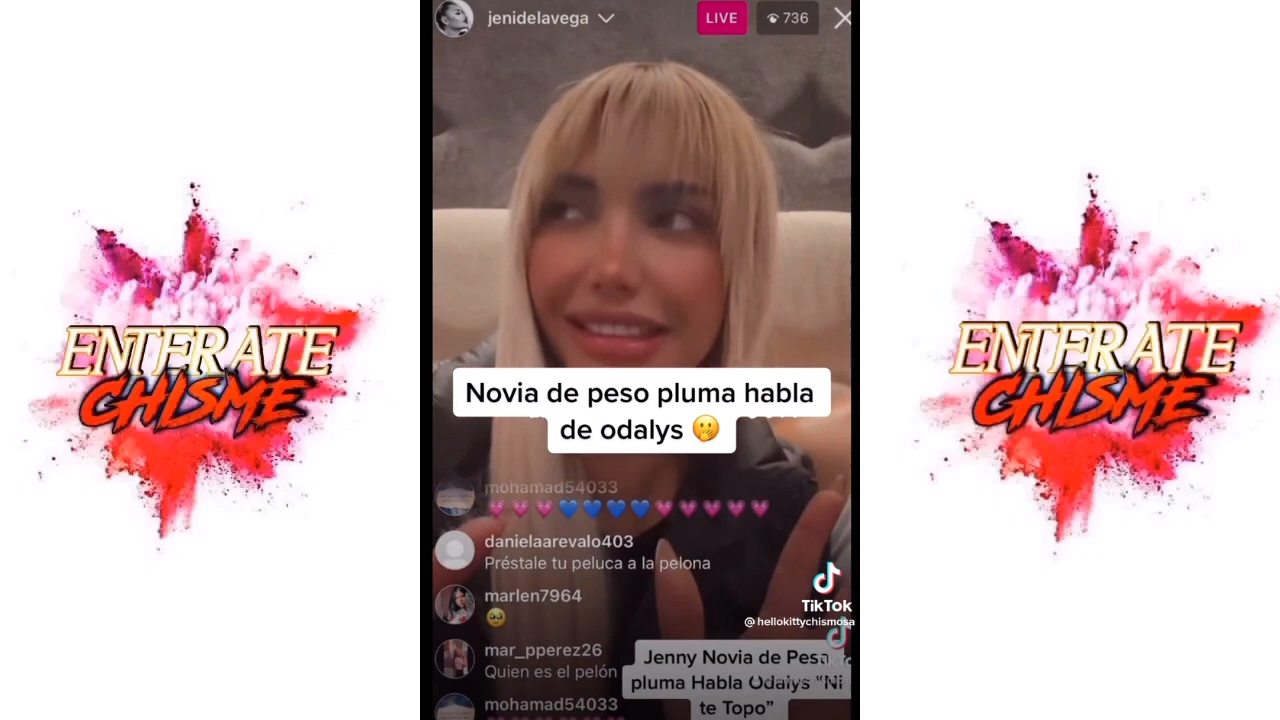 jenidelavega
LIVE
736
ENTERATE
CHISME
ENTERATE
CHISME
Novia de peso pluma habla
de odalys 🤭
mohamad54033
💗💗💗💙💙💙💙💗💗💗💗💗
danielaarevalo403
Préstale tu peluca a la pelona
marlen7964
🥹
mar_pperez26
Quien es el pelón
mohamad54033
TikTok
@hellokittychismosa
Jenny Novia de Peso
pluma Habla Odalys “Ni
te Topo”